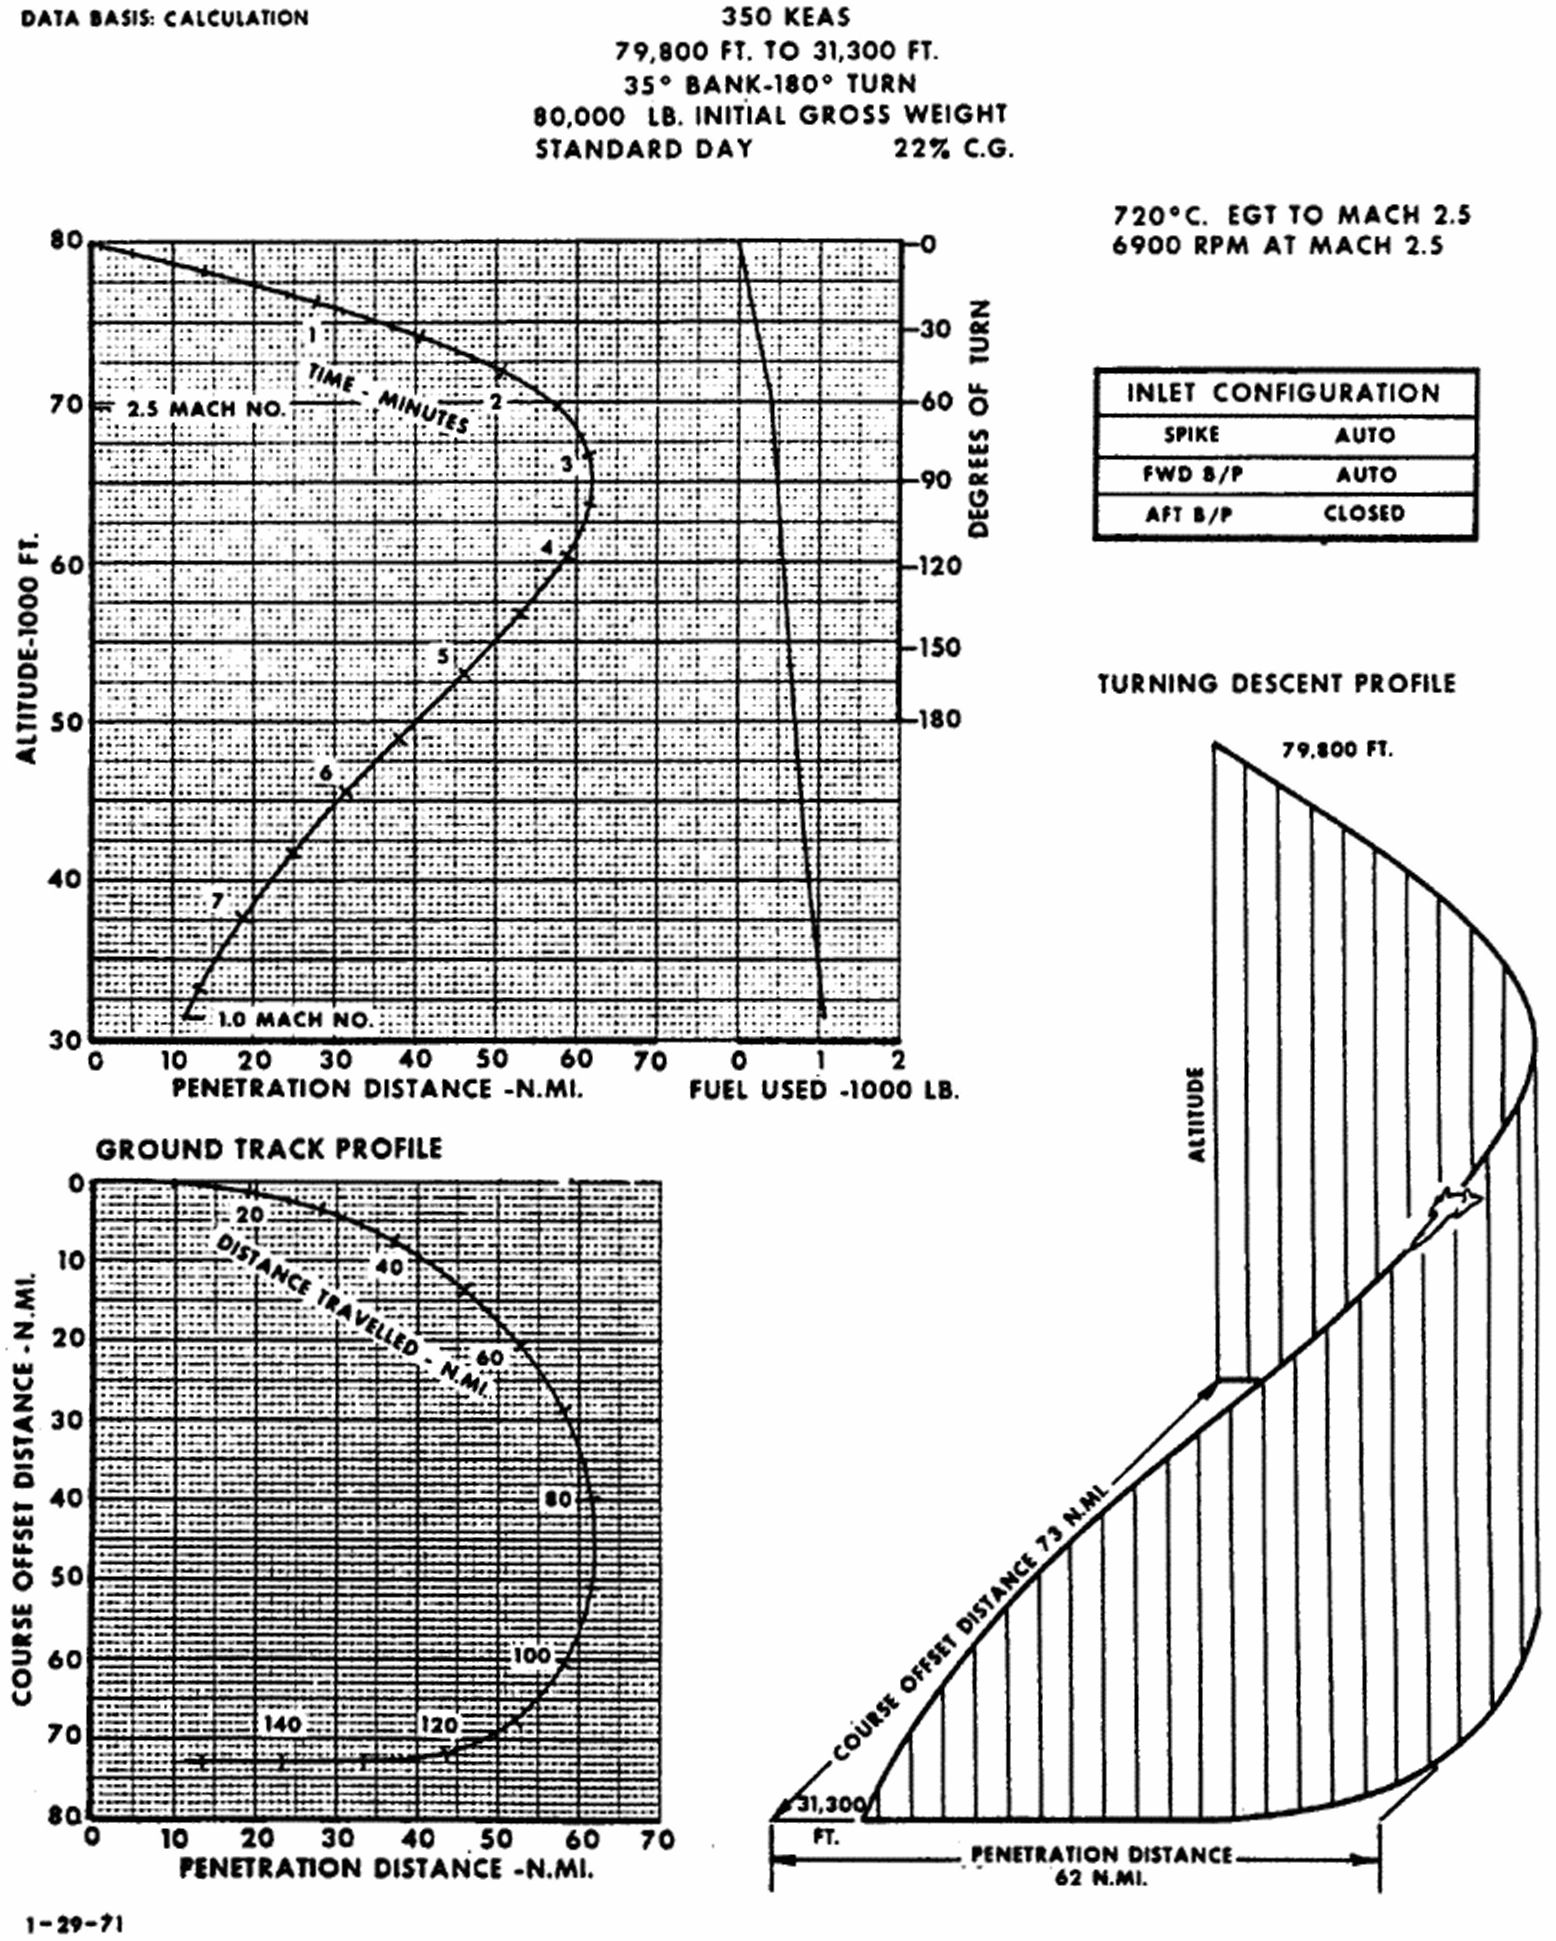 DATA BASIS: CALCULATION
350 KEAS
79,800 FT. TO 31,300 FT.
35° BANK-180° TURN
80,000 LB. INITIAL GROSS WEIGHT
STANDARD DAY 22% C.G.
720°C. EGT TO MACH 2.5
6900 RPM AT MACH 2.5
80
70
60
50
40
30
ALTITUDE-1000 FT.
1
TIME - MINUTES
2
2.5 MACH NO.
3
4
5
6
7
1.0 MACH NO.
0
30
60
90
120
150
180
DEGREES OF TURN
0 10 20 30 40 50 60 70 0 1 2
PENETRATION DISTANCE -N.MI. FUEL USED -1000 LB.
INLET CONFIGURATION
SPIKE AUTO
FWD B/P AUTO
AFT B/P CLOSED
GROUND TRACK PROFILE
0
10
20
30
40
50
60
70
80
COURSE OFFSET DISTANCE -N.MI.
20
DISTANCE TRAVELLED - N.MI.
40
60
80
100
140 120
0 10 20 30 40 50 60 70
PENETRATION DISTANCE -N.MI.
TURNING DESCENT PROFILE
79,800 FT.
ALTITUDE
COURSE OFFSET DISTANCE 73 N.MI.
31,300
FT.
PENETRATION DISTANCE
62 N.MI.
1-29-71